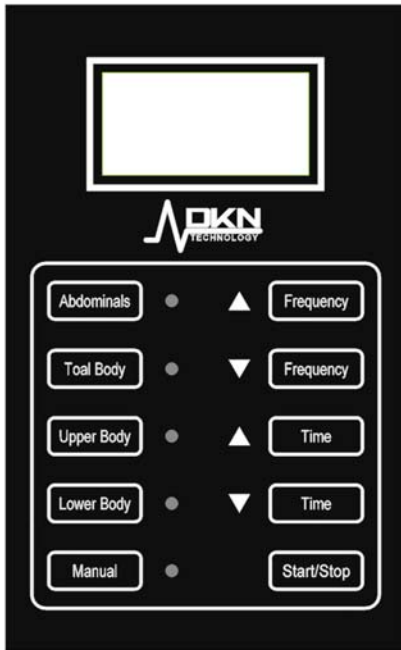 DKN
TECHNOLOGY
Abdominals
Frequency
Toal Body
Frequency
Upper Body
Time
Lower Body
Time
Manual
Start/Stop